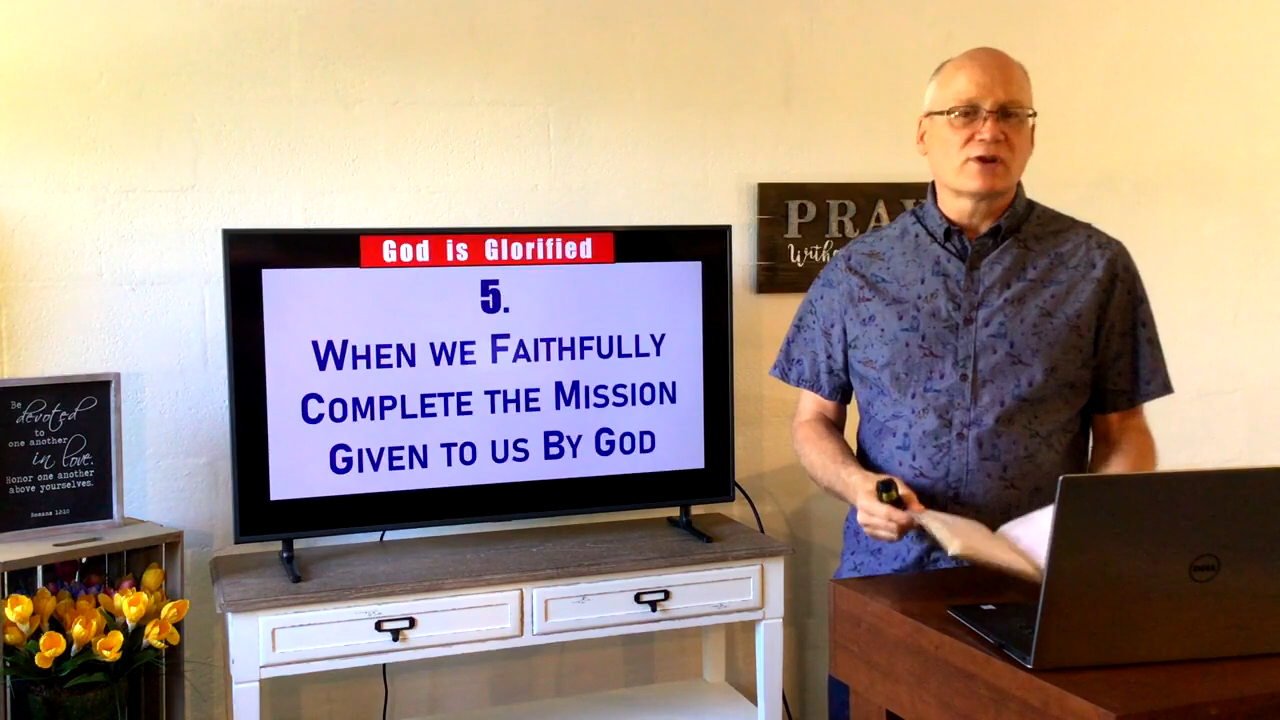 God is Glorified
5.
WHEN WE FAITHFULLY
COMPLETE THE MISSION
GIVEN TO US BY GOD
PRAY
Be
devoted
to
one another
in love.
Honor one another
above yourselves.
Romans 12:10
DELL